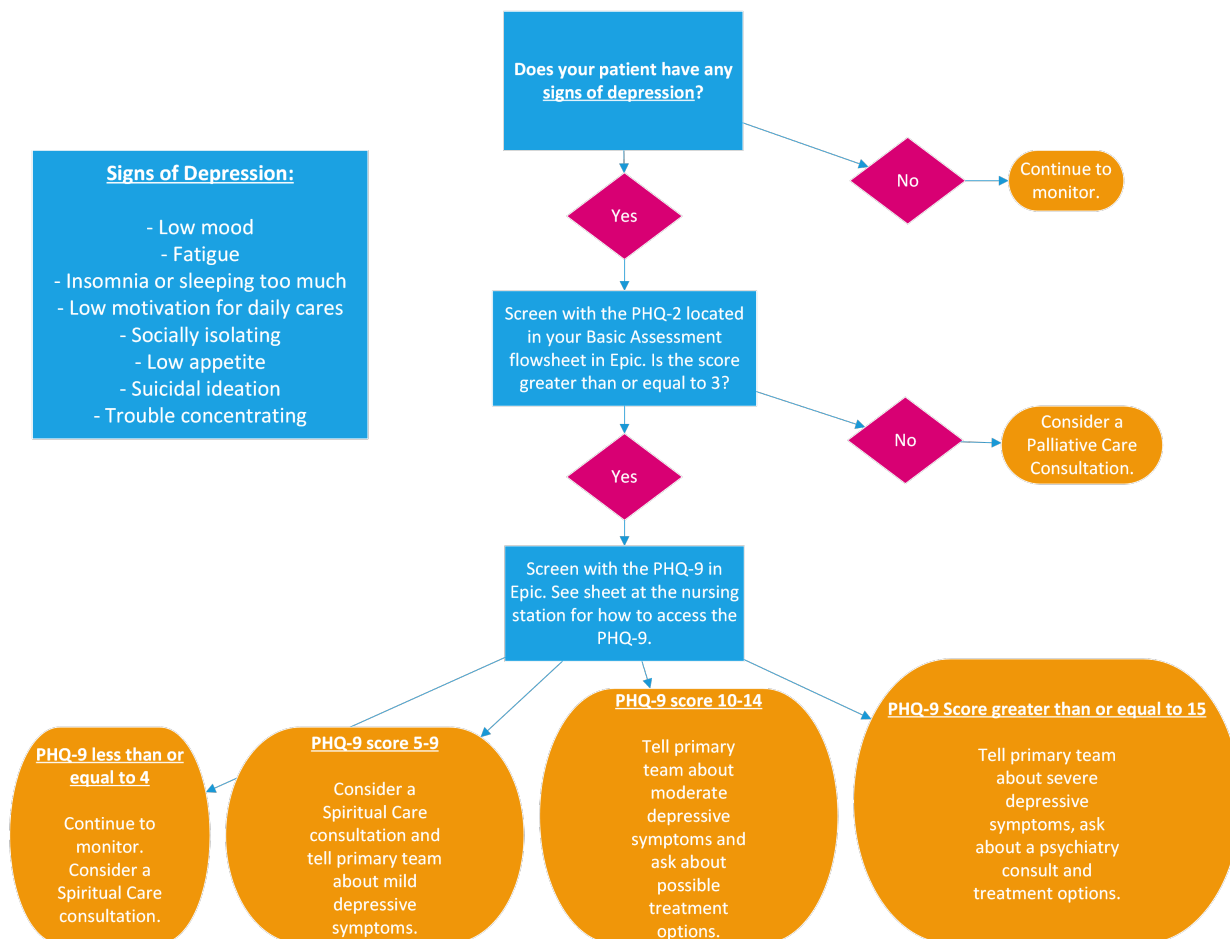 Does your patient have any
signs of depression?
Signs of Depression:
- Low mood
- Fatigue
- Insomnia or sleeping too much
- Low motivation for daily cares
- Socially isolating
- Low appetite
- Suicidal ideation
- Trouble concentrating
No
Continue to
monitor.
Yes
Screen with the PHQ-2 located
in your Basic Assessment
flowsheet in Epic. Is the score
greater than or equal to 3?
No
Consider a
Palliative Care
Consultation.
Yes
Screen with the PHQ-9 in
Epic. See sheet at the nursing
station for how to access the
PHQ-9.
PHQ-9 less than or
equal to 4
Continue to
monitor.
Consider a
Spiritual Care
consultation.
PHQ-9 score 5-9
Consider a
Spiritual Care
consultation and
tell primary team
about mild
depressive
symptoms.
PHQ-9 score 10-14
Tell primary
team about
moderate
depressive
symptoms and
ask about
possible
treatment
options.
PHQ-9 Score greater than or equal to 15
Tell primary team
about severe
depressive
symptoms, ask
about a psychiatry
consult and
treatment options.